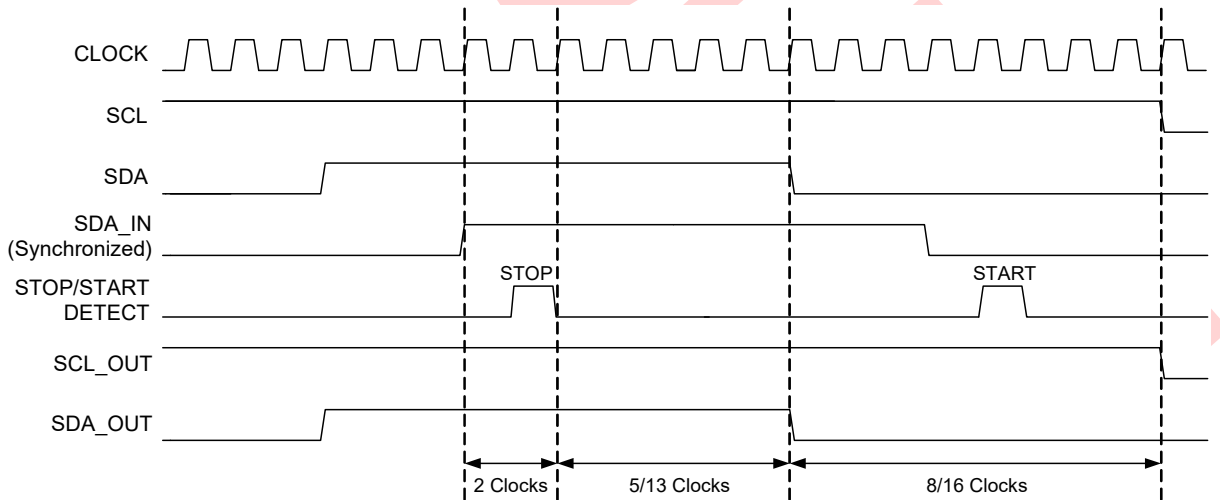 CLOCK
SCL
SDA
SDA_IN
(Synchronized)
STOP START
STOP/START
DETECT
SCL_OUT
SDA_OUT
2 Clocks 5/13 Clocks 8/16 Clocks